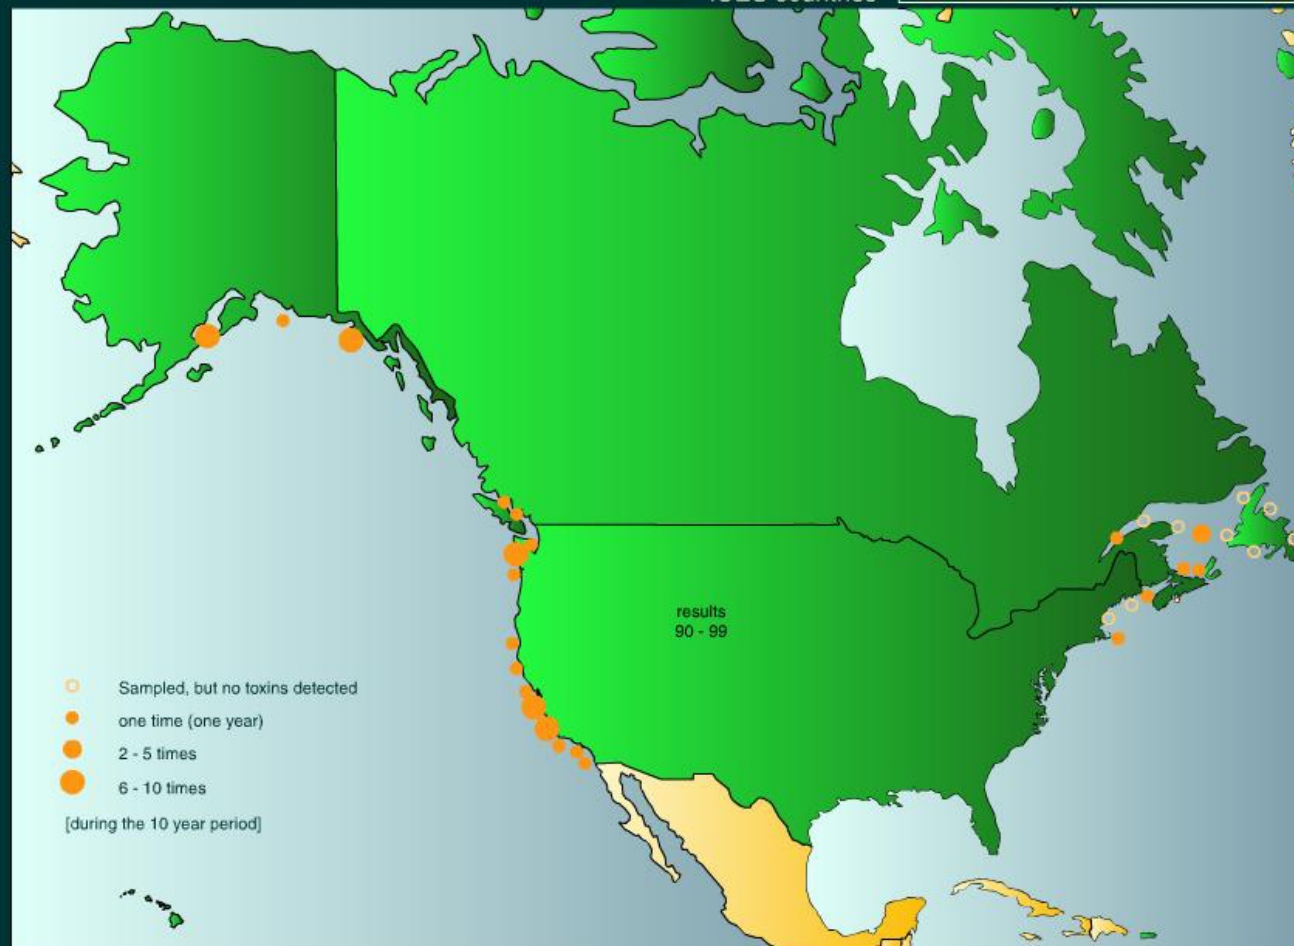 countries
results
90 - 99
Sampled, but no toxins detected
one time (one year)
2 - 5 times
6 - 10 times
[during the 10 year period]